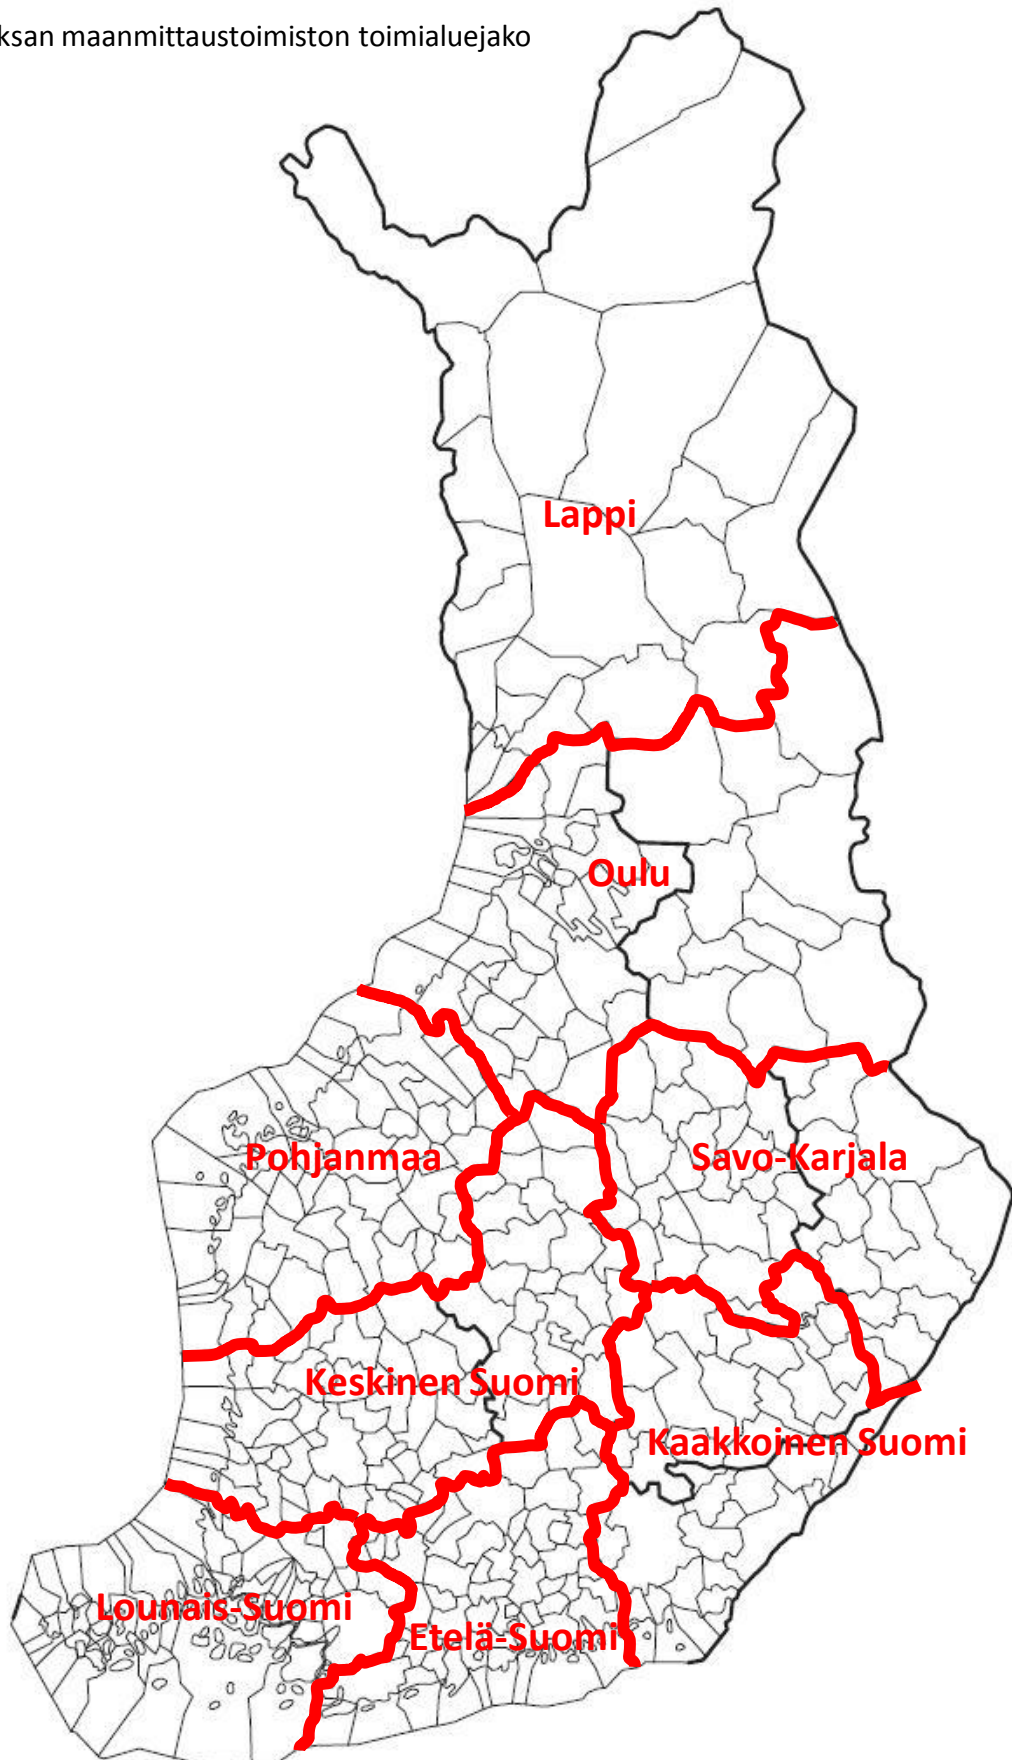 ksan maanmittaustoimiston toimialuejako
Lappi
Oulu
Pohjanmaa
Savo-Karjala
Keskinen Suomi
Kaakkoinen Suomi
Lounais-Suomi
Etelä-Suomi